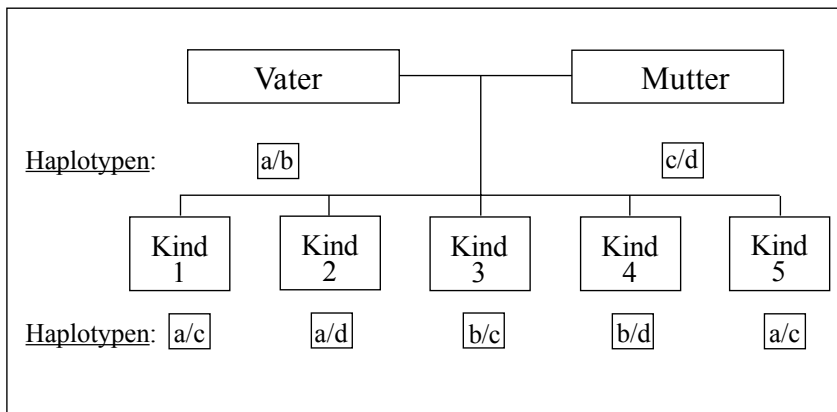 Vater Mutter
Haplotypen: a/b c/d
Kind Kind Kind Kind Kind
1 2 3 4 5
Haplotypen: a/c a/d b/c b/d a/c